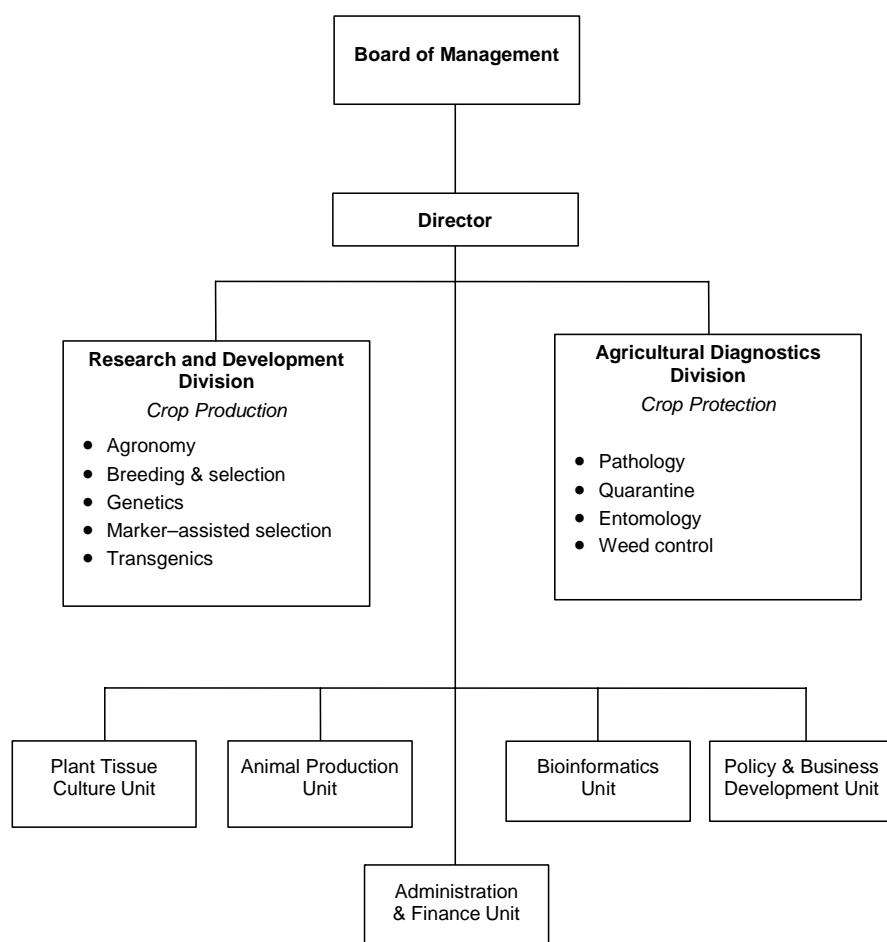 Board of Management
Director
Research and Development
Division
Crop Production
• Agronomy
• Breeding & selection
• Genetics
• Marker–assisted selection
• Transgenics
Agricultural Diagnostics
Division
Crop Protection
• Pathology
• Quarantine
• Entomology
• Weed control
Plant Tissue
Culture Unit
Animal Production
Unit
Bioinformatics
Unit
Policy & Business
Development Unit
Administration
& Finance Unit